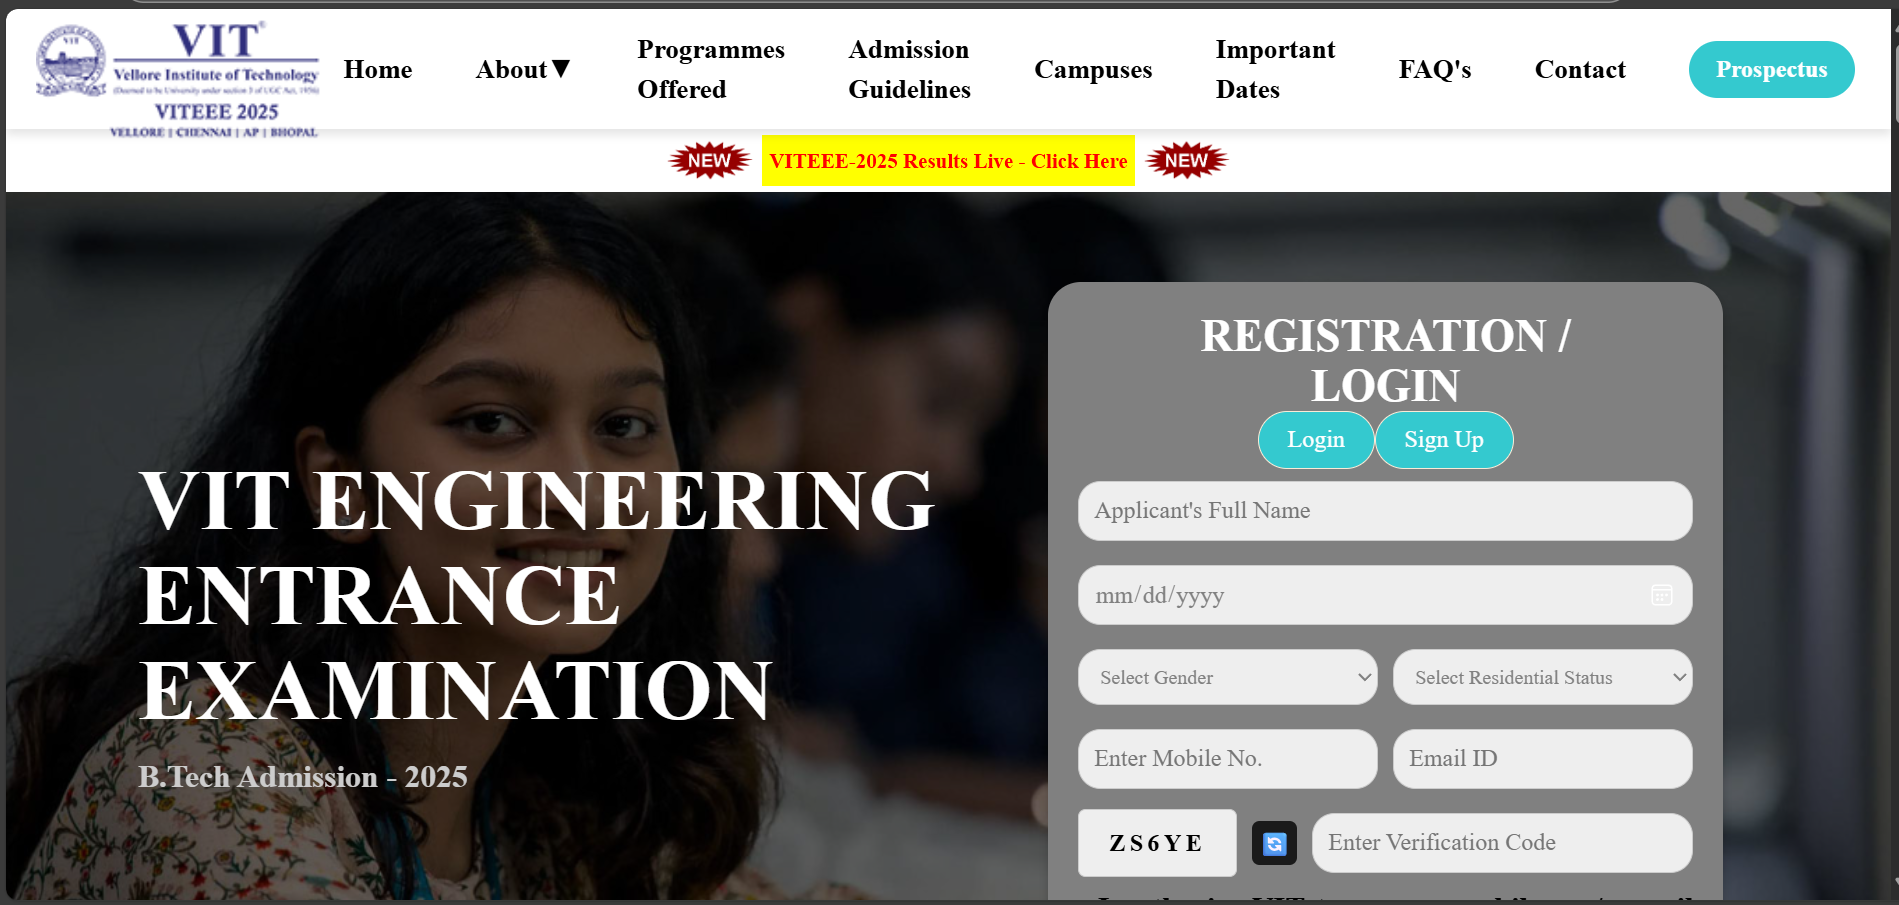 VIT
Vellore Institute of Technology
(Deemed to be University under section 3 of UGC Act, 1956)
VITEEE 2025
VELLORE | CHENNAI | AP | BHOPAL
Home
About▼
Programmes
Offered
Admission
Guidelines
Campuses
Important
Dates
FAQ's
Contact
Prospectus
NEW
VITEEE-2025 Results Live - Click Here
NEW
VIT ENGINEERING
ENTRANCE
EXAMINATION
B.Tech Admission - 2025
REGISTRATION /
LOGIN
Login
Sign Up
Applicant's Full Name
mm/dd/yyyy
Select Gender
Select Residential Status
Enter Mobile No.
Email ID
ZS6YE
Enter Verification Code